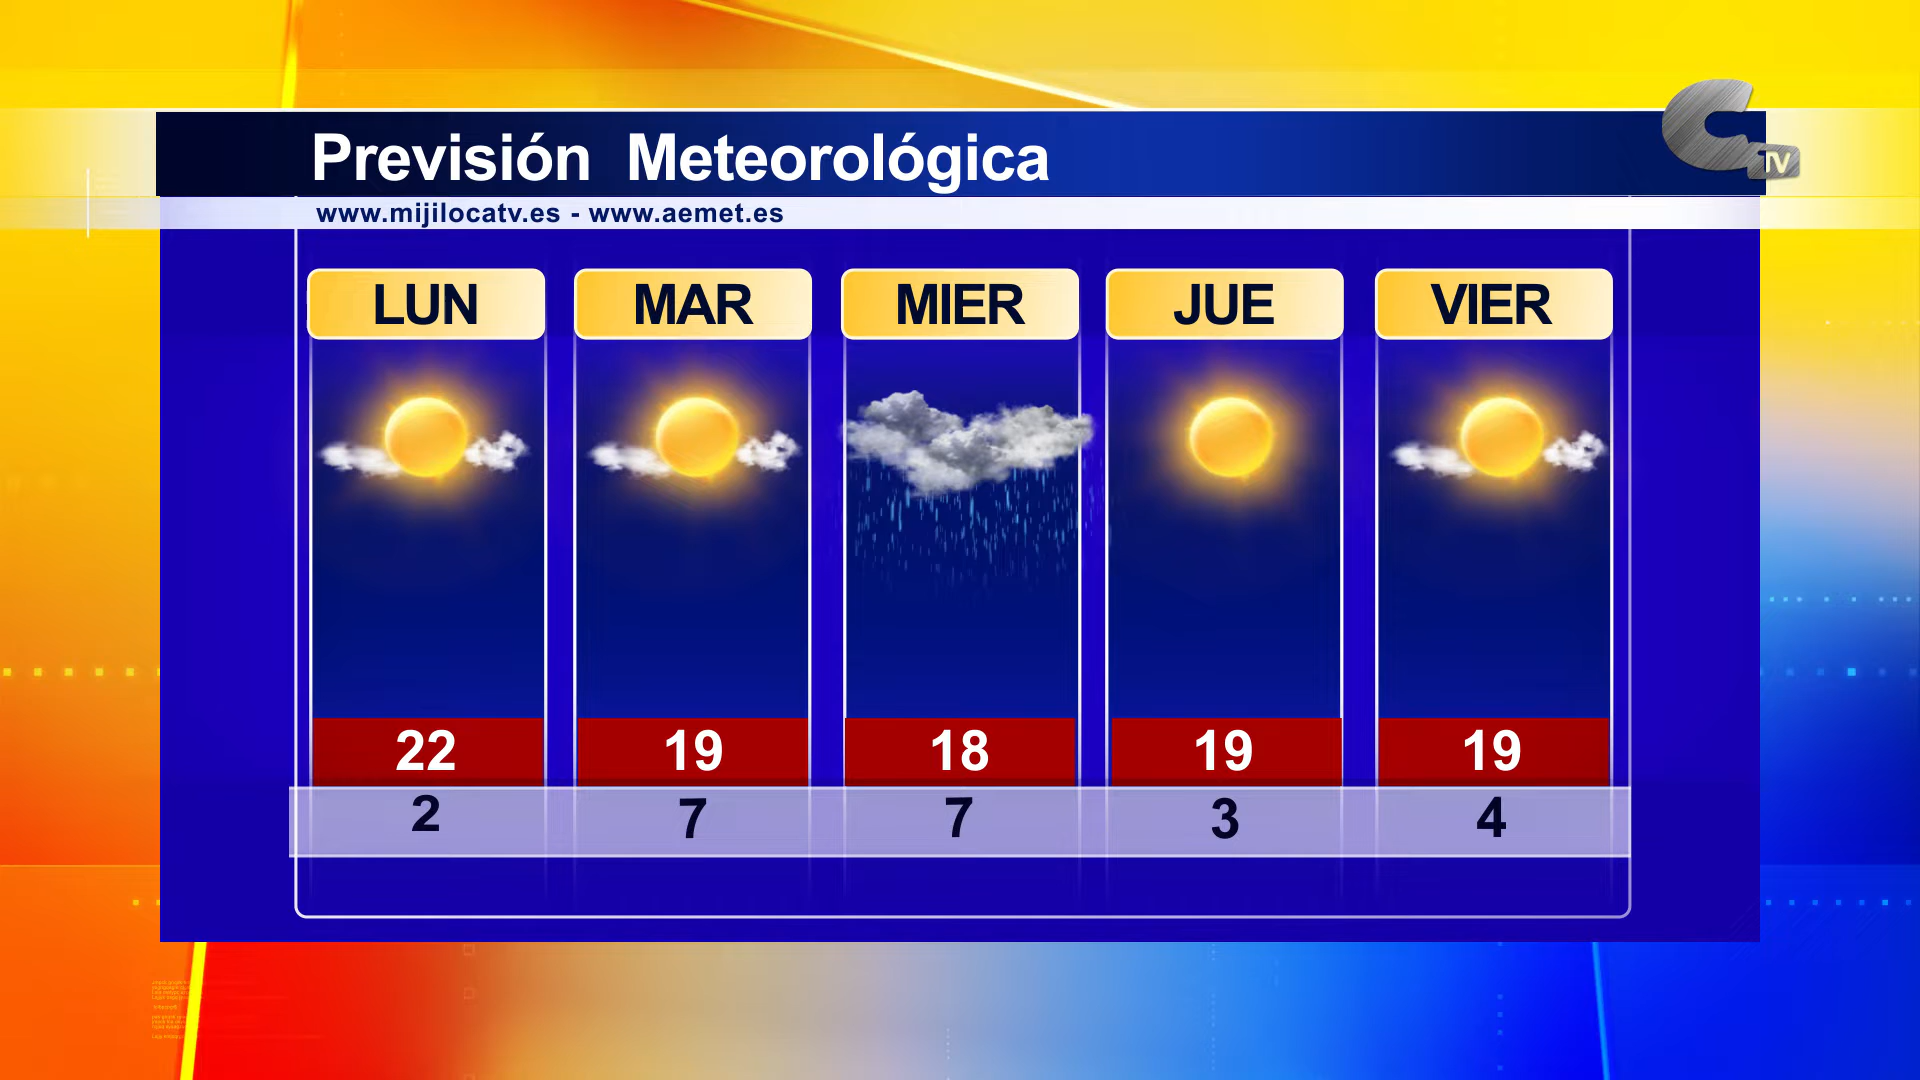 Previsión Meteorológica
TV
www.mijilocatv.es - www.aemet.es
LUN MAR MIER JUE VIER
22 19 18 19 19
2 7 7 3 4